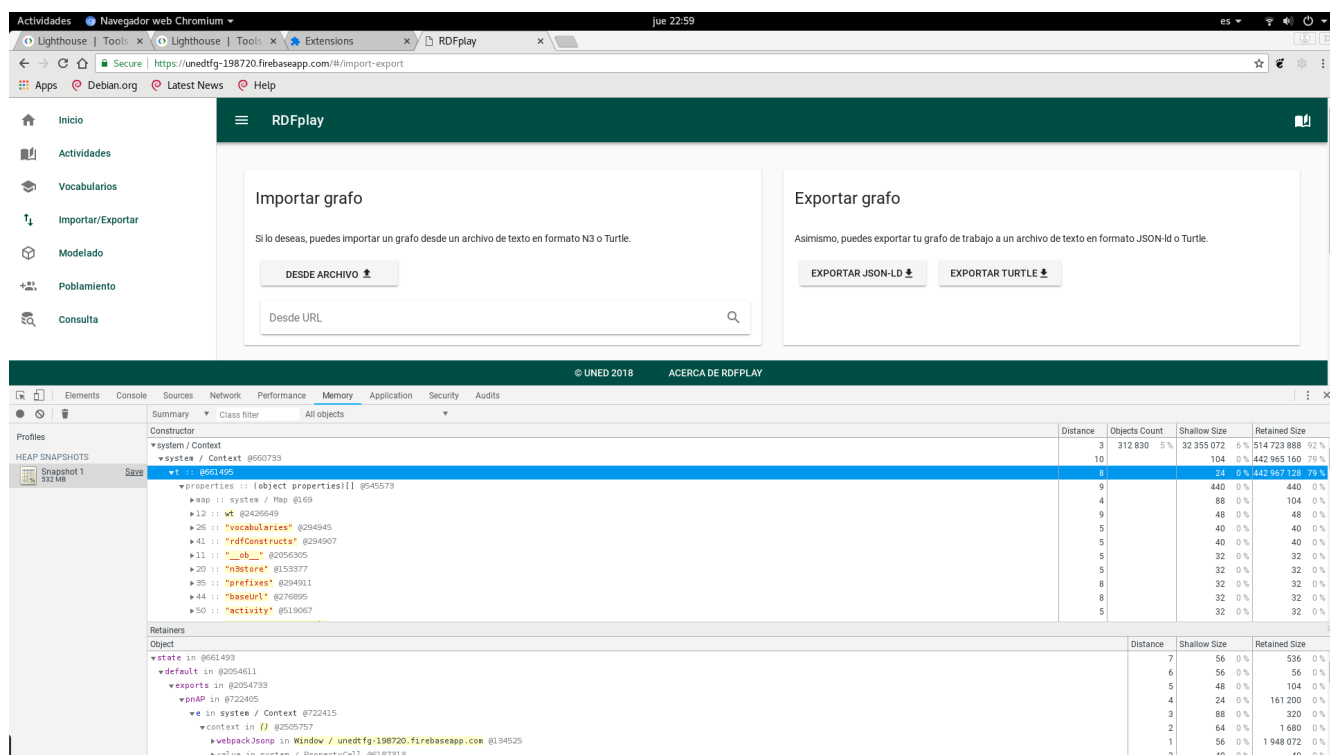 Actividades Navegador web Chromium jue 22:59 es
Lighthouse | Tools × Lighthouse | Tools × Extensions × RDFplay ×
Secure | https://unedtfg-198720.firebaseapp.com/#/import-export
Apps Debian.org Latest News Help
Inicio
RDFplay
Actividades
Vocabularios
Importar/Exportar
Modelado
Poblamiento
Consulta
Importar grafo
Si lo deseas, puedes importar un grafo desde un archivo de texto en formato N3 o Turtle.
DESDE ARCHIVO
Desde URL
Exportar grafo
Asimismo, puedes exportar tu grafo de trabajo a un archivo de texto en formato JSON-ld o Turtle.
EXPORTAR JSON-LD EXPORTAR TURTLE
© UNED 2018 ACERCA DE RDFPLAY
Elements Console Sources Network Performance Memory Application Security Audits
Summary Class filter All objects
Profiles
HEAP SNAPSHOTS
Snapshot 1 Save
532 MB
Constructor Distance Objects Count Shallow Size Retained Size
system / Context 3 312 830 5 % 32 355 072 6 % 514 723 888 92 %
system / Context @660733 10 104 0 % 442 965 160 79 %
t :: @661495 8 24 0 % 442 967 128 79 %
properties :: (object properties)[] @545573 9 440 0 % 440 0 %
map :: system / Map @169 4 88 0 % 104 0 %
12 :: wt @2426649 9 48 0 % 48 0 %
26 :: "vocabularies" @294945 5 40 0 % 40 0 %
41 :: "rdfConstructs" @294907 5 40 0 % 40 0 %
11 :: "__ob__" @2056305 5 32 0 % 32 0 %
20 :: "n3store" @153377 5 32 0 % 32 0 %
35 :: "prefixes" @294911 8 32 0 % 32 0 %
44 :: "baseUrl" @276895 8 32 0 % 32 0 %
50 :: "activity" @519067 5 32 0 % 32 0 %
Retainers
Object Distance Shallow Size Retained Size
state in @661493 7 56 0 % 536 0 %
default in @2054611 6 56 0 % 56 0 %
exports in @2054733 5 48 0 % 104 0 %
pnAP in @722405 4 24 0 % 161 200 0 %
e in system / Context @722415 3 88 0 % 320 0 %
context in () @2505757 2 64 0 % 1 680 0 %
webpackJsonp in Window / unedtfg-198720.firebaseapp.com @134525 1 56 0 % 1 948 072 0 %